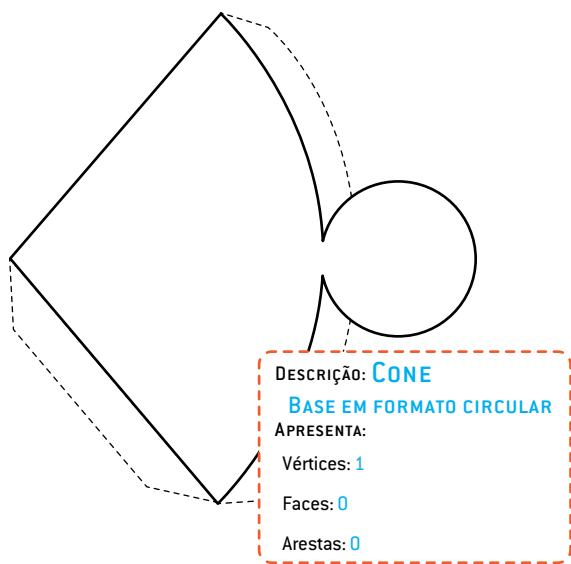 Descrição: Cone
Base em formato circular
Apresenta:
Vértices: 1
Faces: 0
Arestas: 0